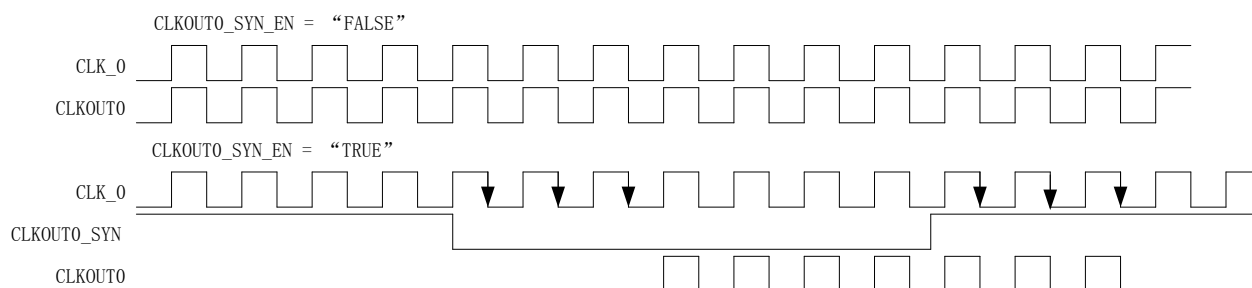 CLKOUT0_SYN_EN = “FALSE”
CLK_0
CLKOUT0
CLKOUT0_SYN_EN = “TRUE”
CLK_0
CLKOUT0_SYN
CLKOUT0